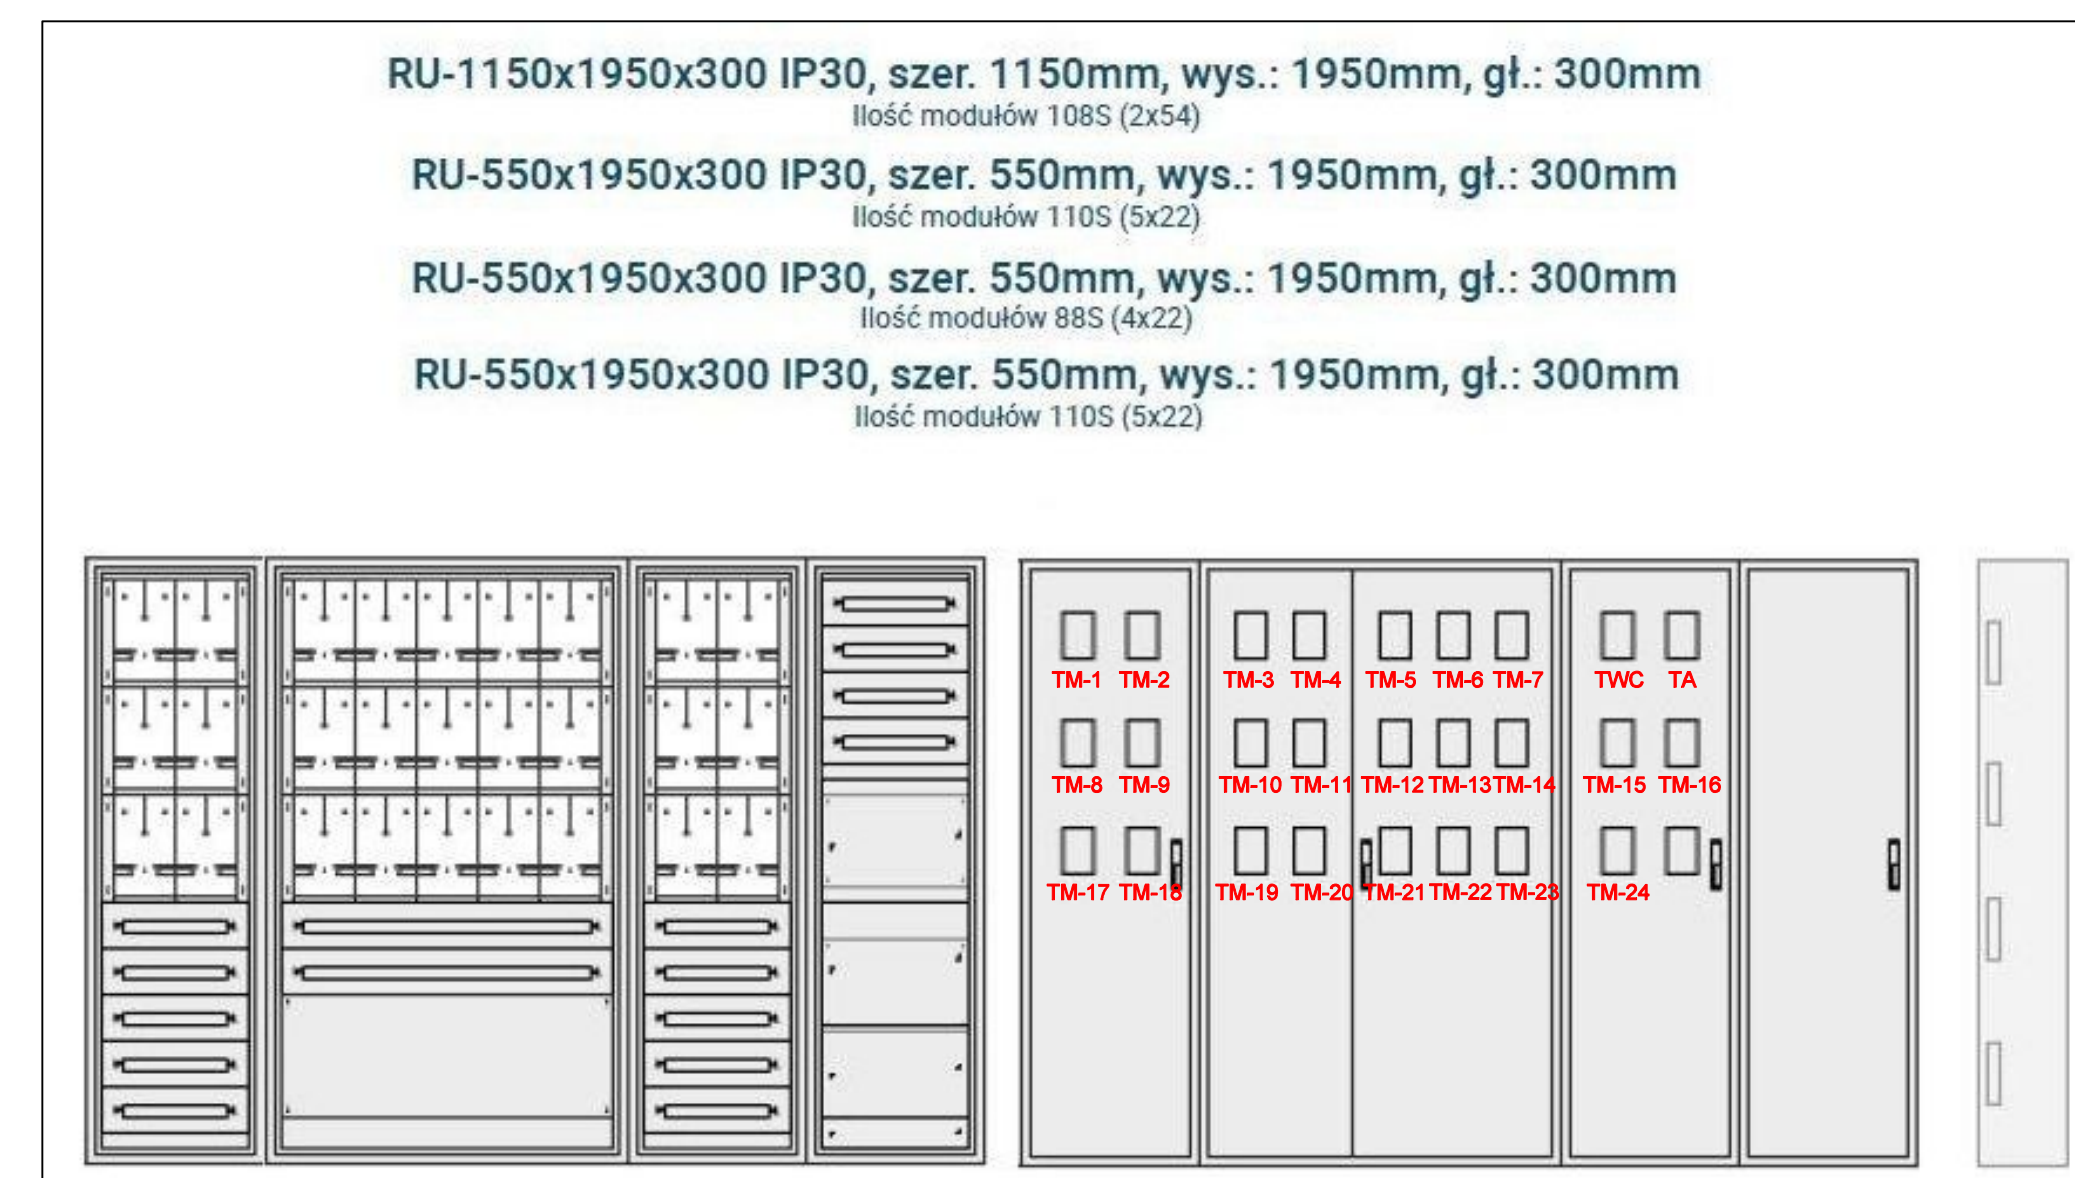 RU-1150x1950x300 IP30, szer. 1150mm, wys.: 1950mm, gł.: 300mm
Ilość modułów 108S (2x54)
RU-550x1950x300 IP30, szer. 550mm, wys.: 1950mm, gł.: 300mm
Ilość modułów 110S (5x22)
RU-550x1950x300 IP30, szer. 550mm, wys.: 1950mm, gł.: 300mm
Ilość modułów 88S (4x22)
RU-550x1950x300 IP30, szer. 550mm, wys.: 1950mm, gł.: 300mm
Ilość modułów 110S (5x22)
TM-1 TM-2 TM-3 TM-4 TM-5 TM-6 TM-7 TWC TA
TM-8 TM-9 TM-10 TM-11 TM-12 TM-13 TM-14 TM-15 TM-16
TM-17 TM-18 TM-19 TM-20 TM-21 TM-22 TM-23 TM-24